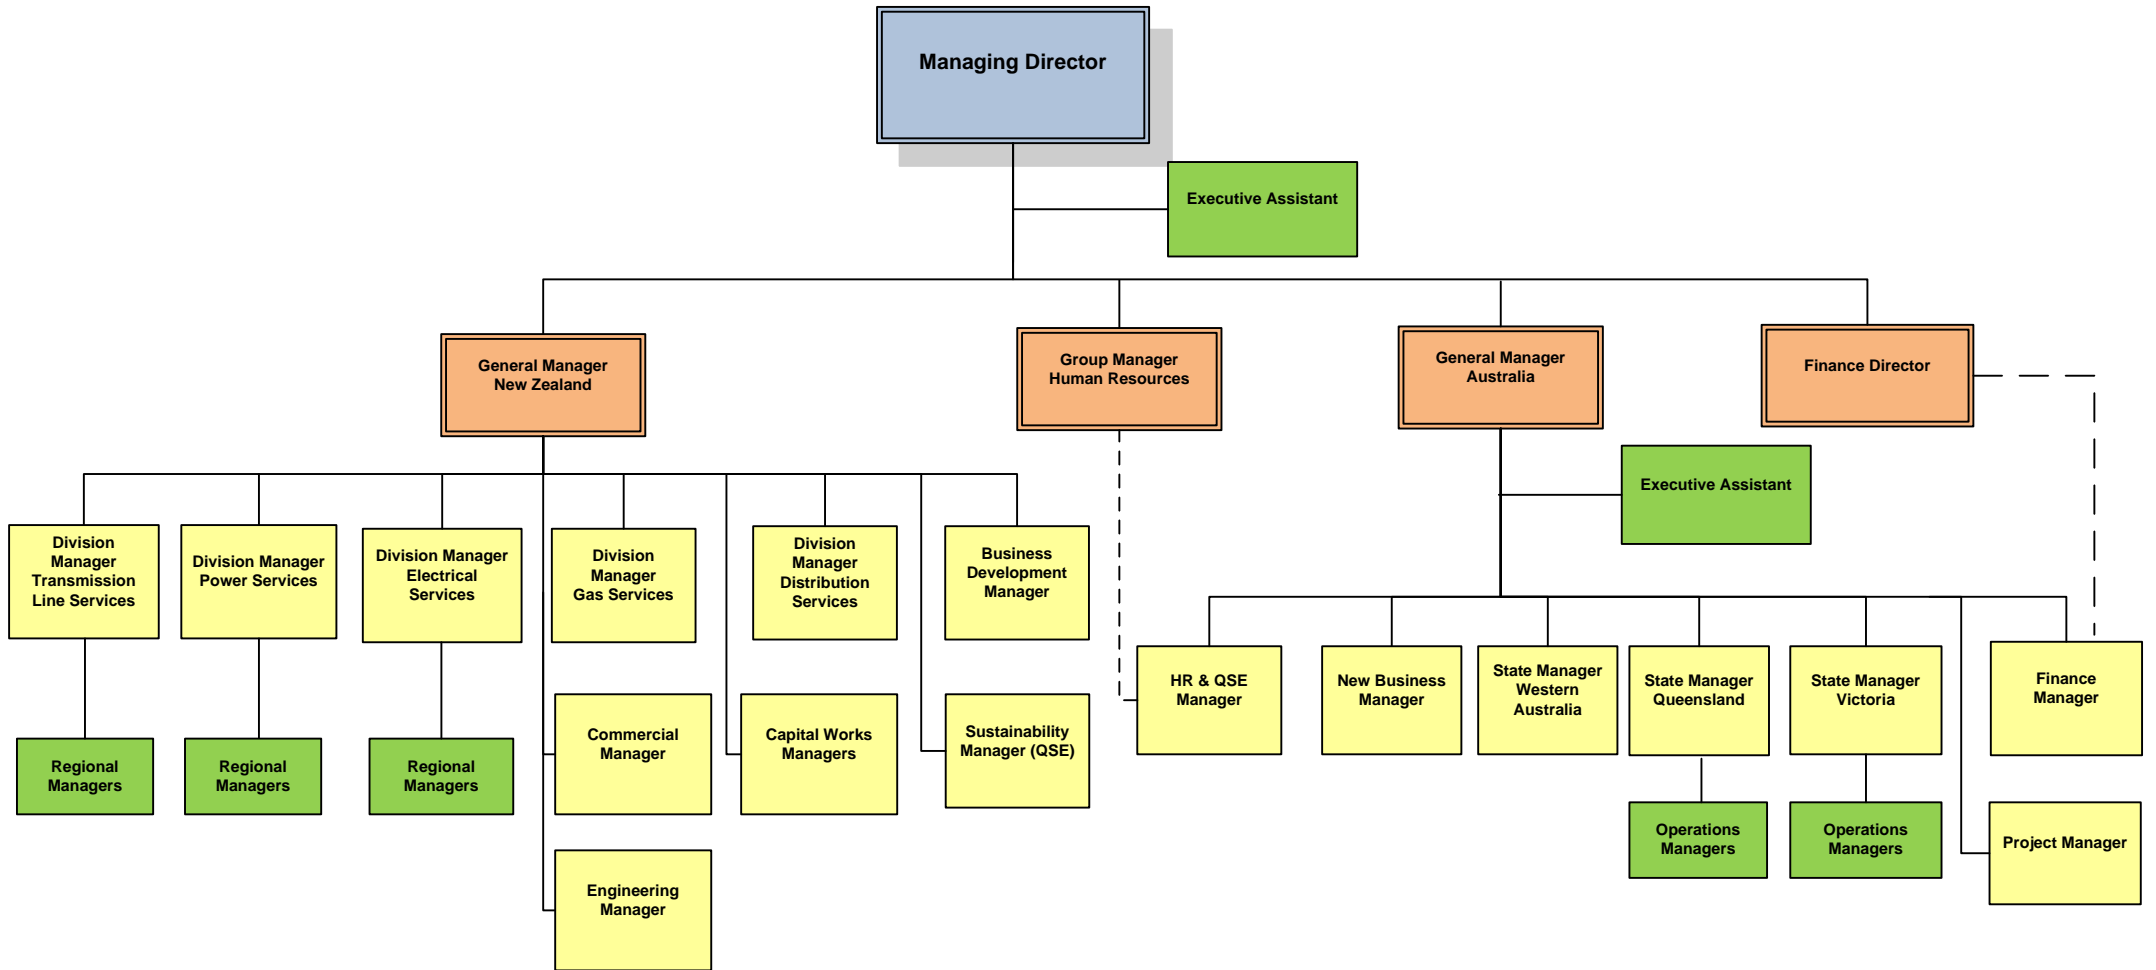 Managing Director
Executive Assistant
General Manager
New Zealand
Group Manager
Human Resources
General Manager
Australia
Finance Director
Executive Assistant
Division
Manager
Transmission
Line Services
Division Manager
Power Services
Division Manager
Electrical
Services
Division
Manager
Gas Services
Division
Manager
Distribution
Services
Business
Development
Manager
HR & QSE
Manager
New Business
Manager
State Manager
Western
Australia
State Manager
Queensland
State Manager
Victoria
Finance
Manager
Regional
Managers
Regional
Managers
Regional
Managers
Commercial
Manager
Capital Works
Managers
Sustainability
Manager (QSE)
Operations
Managers
Operations
Managers
Project Manager
Engineering
Manager